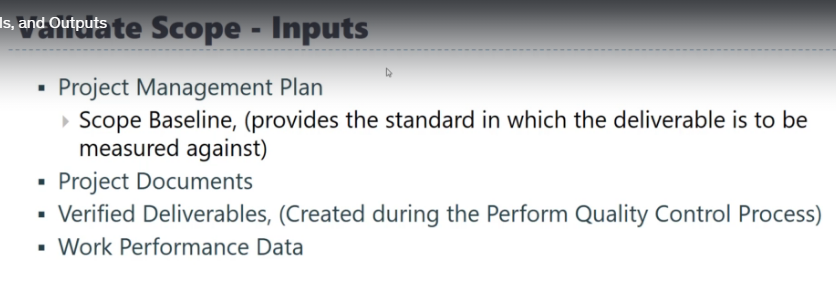 ls, and Outputs
Validate Scope - Inputs
▪ Project Management Plan
Scope Baseline, (provides the standard in which the deliverable is to be
measured against)
▪ Project Documents
▪ Verified Deliverables, (Created during the Perform Quality Control Process)
▪ Work Performance Data